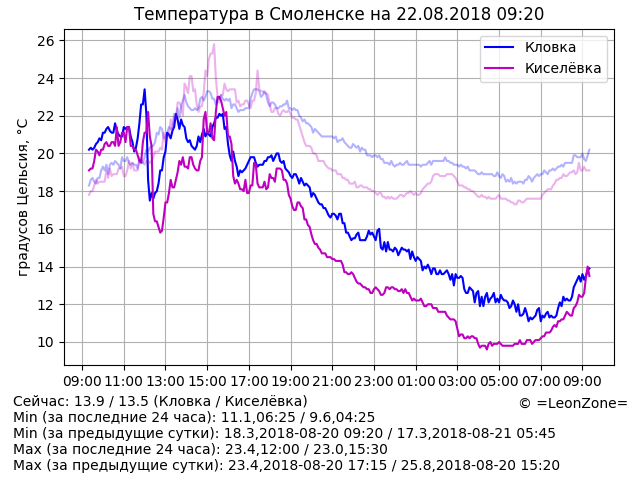 Температура в Смоленске на 22.08.2018 09:20
Кловка
Киселёвка
градусов Цельсия, °C
26
24
22
20
18
16
14
12
10
09:00 11:00 13:00 15:00 17:00 19:00 21:00 23:00 01:00 03:00 05:00 07:00 09:00
Сейчас: 13.9 / 13.5 (Кловка / Киселёвка)
© =LeonZone=
Min (за последние 24 часа): 11.1,06:25 / 9.6,04:25
Min (за предыдущие сутки): 18.3,2018-08-20 09:20 / 17.3,2018-08-21 05:45
Max (за последние 24 часа): 23.4,12:00 / 23.0,15:30
Max (за предыдущие сутки): 23.4,2018-08-20 17:15 / 25.8,2018-08-20 15:20